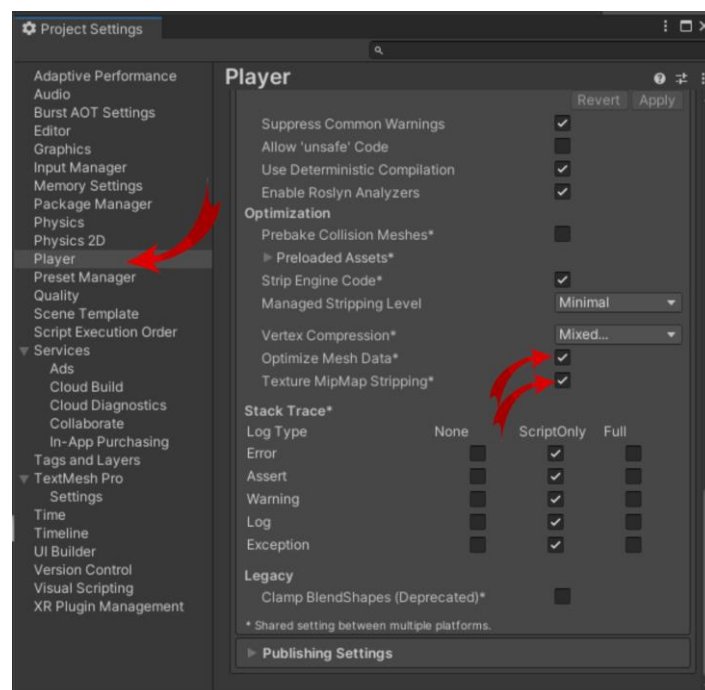 Project Settings
Adaptive Performance
Audio
Burst AOT Settings
Editor
Graphics
Input Manager
Memory Settings
Package Manager
Physics
Physics 2D
Player
Preset Manager
Quality
Scene Template
Script Execution Order
Services
Ads
Cloud Build
Cloud Diagnostics
Collaborate
In-App Purchasing
Tags and Layers
TextMesh Pro
Settings
Time
Timeline
UI Builder
Version Control
Visual Scripting
XR Plugin Management
Player
Revert Apply
Suppress Common Warnings
Allow 'unsafe' Code
Use Deterministic Compilation
Enable Roslyn Analyzers
Optimization
Prebake Collision Meshes*
Preloaded Assets*
Strip Engine Code*
Managed Stripping Level Minimal
Vertex Compression* Mixed...
Optimize Mesh Data*
Texture MipMap Stripping*
Stack Trace*
Log Type None ScriptOnly Full
Error
Assert
Warning
Log
Exception
Legacy
Clamp BlendShapes (Deprecated)*
* Shared setting between multiple platforms.
Publishing Settings